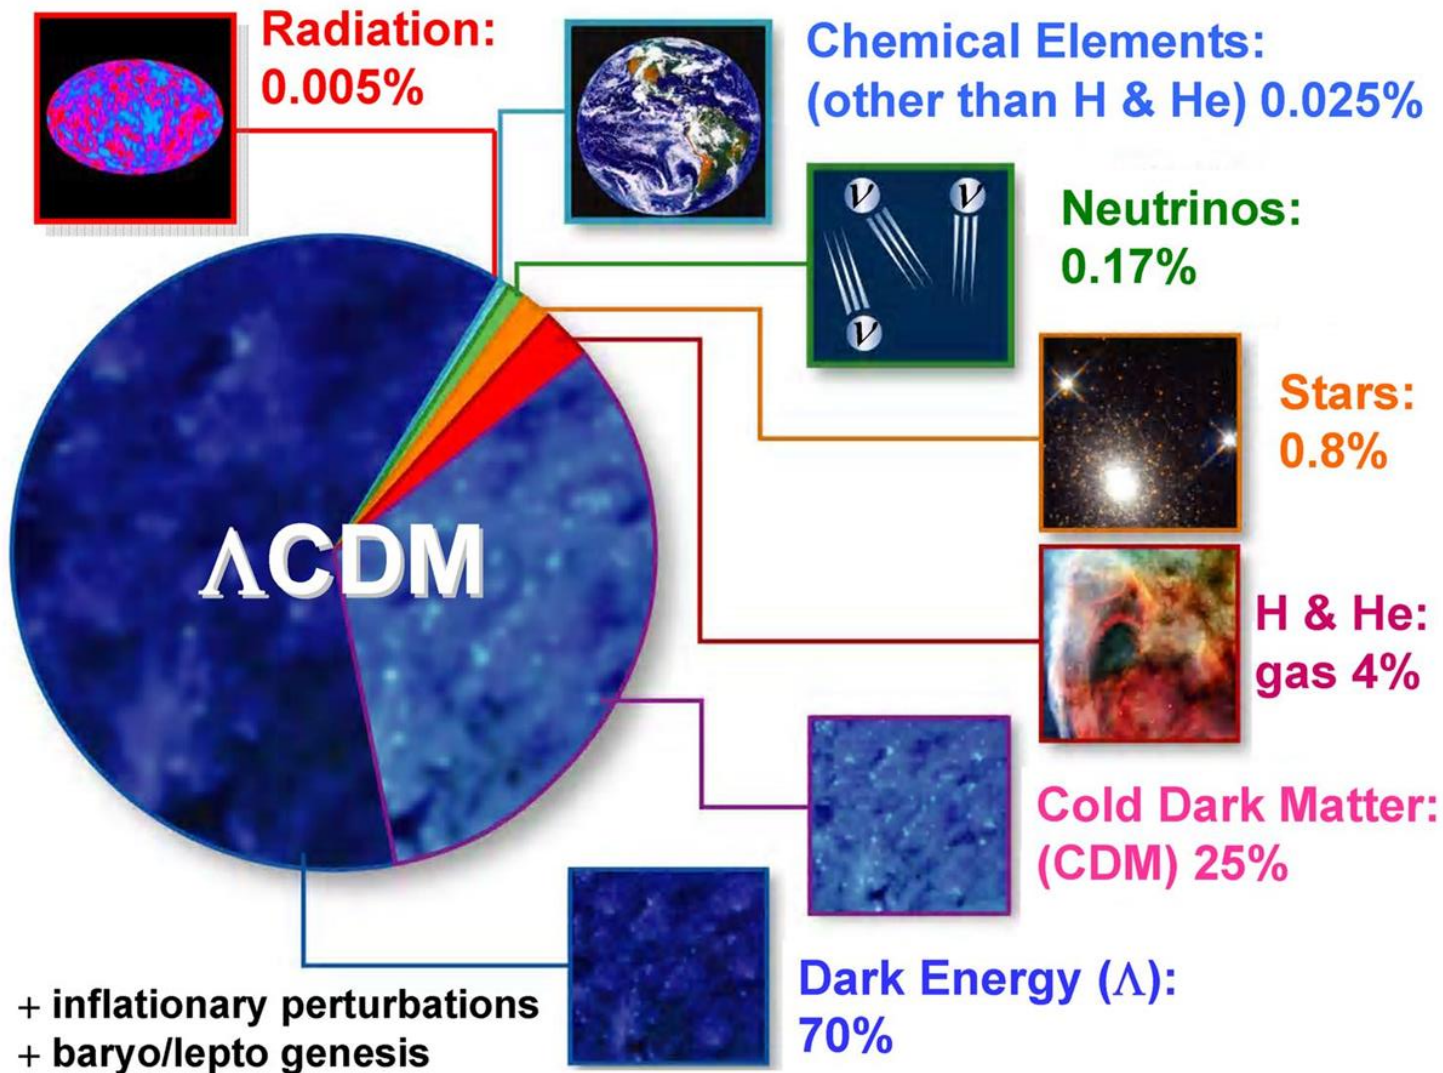 Radiation:
0.005%
Chemical Elements:
(other than H & He) 0.025%
ν ν
ν
Neutrinos:
0.17%
Stars:
0.8%
ΛCDM
H & He:
gas 4%
Cold Dark Matter:
(CDM) 25%
Dark Energy (Λ):
70%
+ inflationary perturbations
+ baryo/lepto genesis